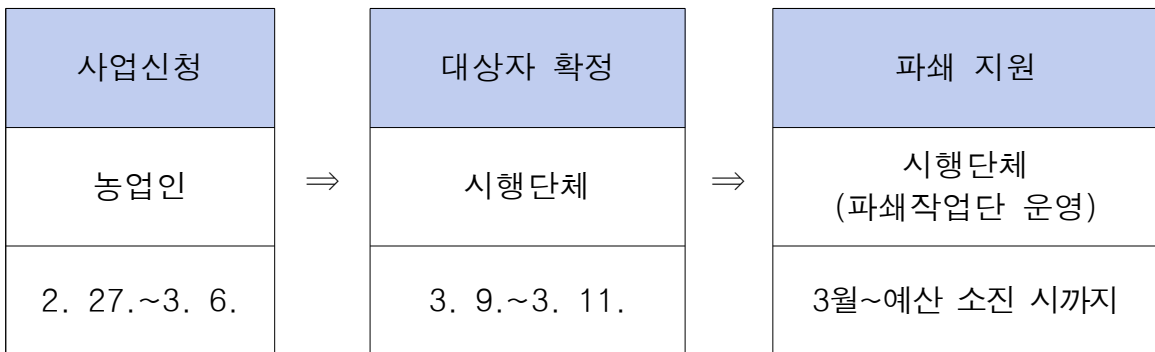 사업신청
농업인
2. 27.~3. 6.
⇒
대상자 확정
시행단체
3. 9.~3. 11.
⇒
파쇄 지원
시행단체
(파쇄작업단 운영)
3월~예산 소진 시까지